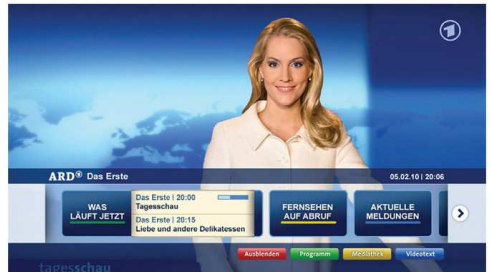 1
ARD® Das Erste
05.02.10 | 20:06
WAS
LÄUFT JETZT
Das Erste | 20:00
Tagesschau
Das Erste | 20:15
Liebe und andere Delikatessen
FERNSEHEN
AUF ABRUF
AKTUELLE
MELDUNGEN
Ausblenden
Programm
Mediathek
Videotext
tagesschau